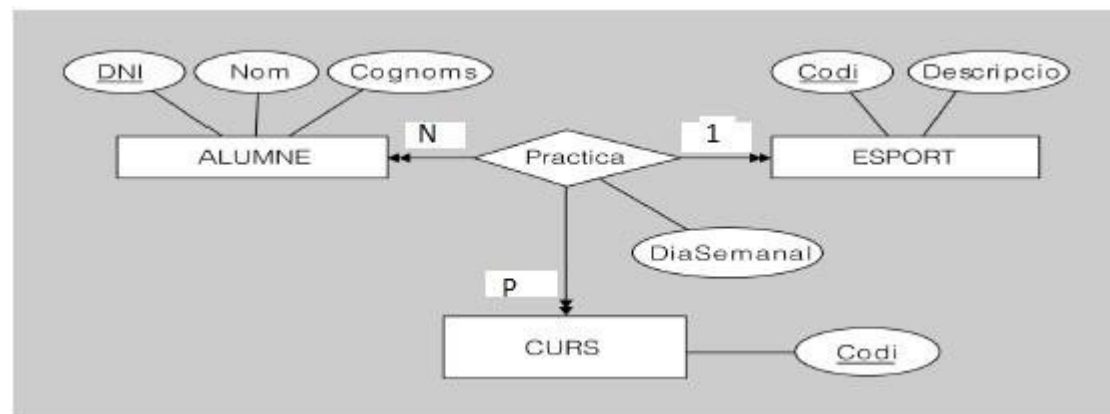 DNI
Nom
Cognoms
Codi
Descripcio
ALUMNE
N
Practica
1
ESPORT
DiaSemanal
P
CURS
Codi